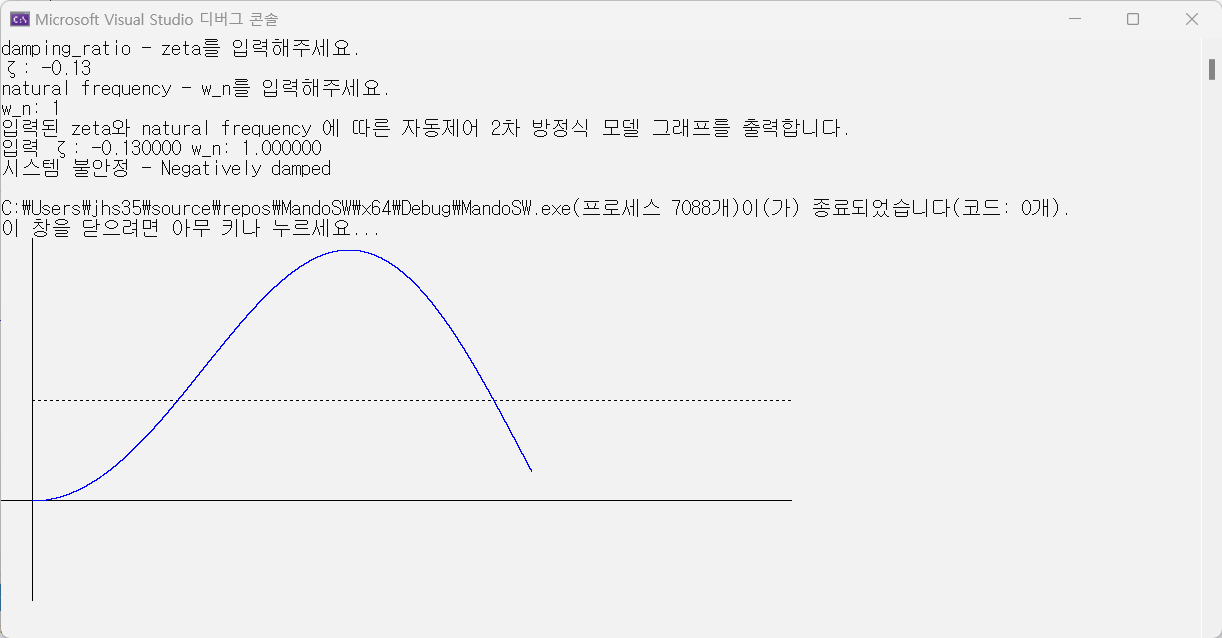 Microsoft Visual Studio 디버그 콘솔
damping_ratio - zeta를 입력해주세요.
ζ: -0.13
natural frequency - w_n를 입력해주세요.
w_n: 1
입력된 zeta와 natural frequency 에 따른 자동제어 2차 방정식 모델 그래프를 출력합니다.
입력 ζ: -0.130000 w_n: 1.000000
시스템 불안정 - Negatively damped
C:\Users\jhs35\source\repos\MandoSW\x64\Debug\MandoSW.exe(프로세스 7088개)이(가) 종료되었습니다(코드: 0개).
이 창을 닫으려면 아무 키나 누르세요...